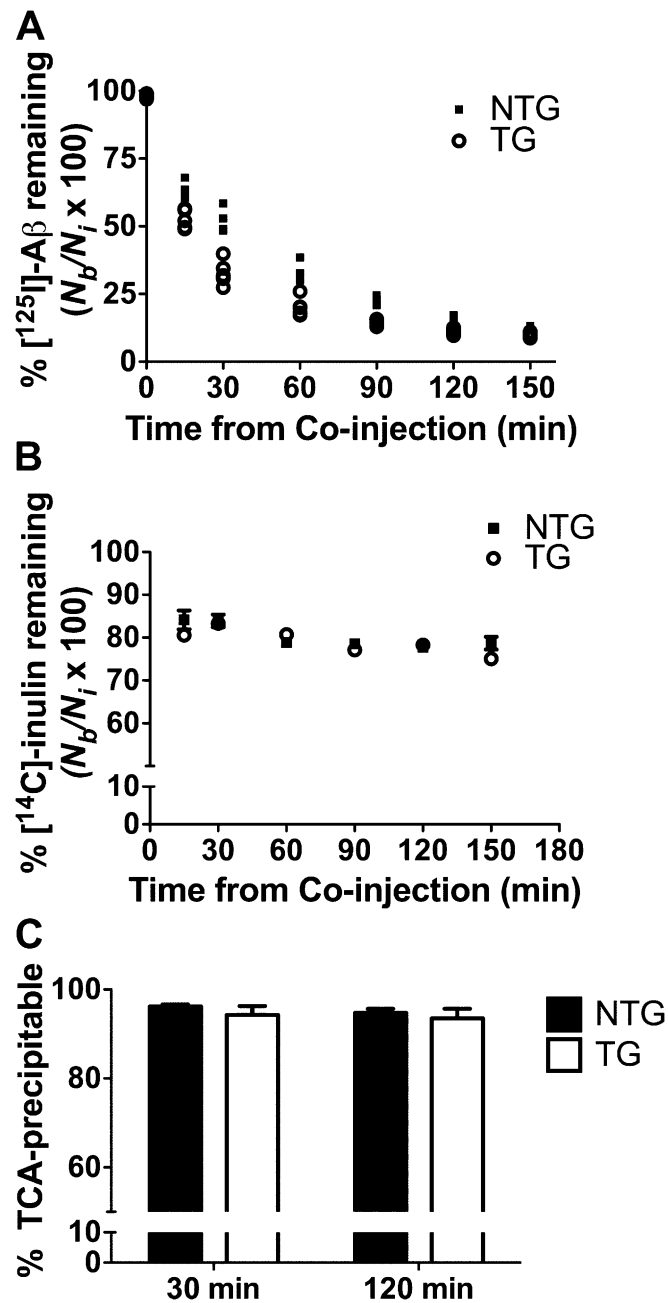 A
% [125I]-Aβ remaining
(Nb/Ni x 100)
100
75
50
25
0
NTG
TG
0 30 60 90 120 150
Time from Co-injection (min)
B
% [14C]-inulin remaining
(Nb/Ni x 100)
100
90
80
70
60
10
0
NTG
TG
0 30 60 90 120 150 180
Time from Co-injection (min)
C
% TCA-precipitable
100
80
60
10
0
NTG
TG
30 min 120 min